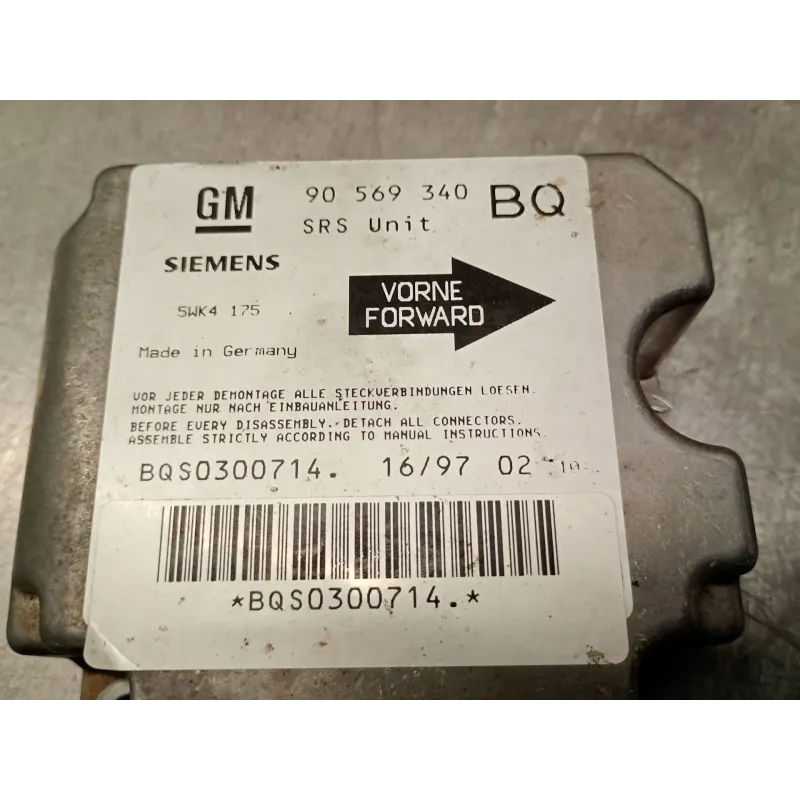 GM 90 569 340 BQ
SRS Unit
SIEMENS
5WK4 175
VORNE
FORWARD
Made in Germany
VOR JEDER DEMONTAGE ALLE STECKVERBINDUNGEN LOESEN.
MONTAGE NUR NACH EINBAUANLEITUNG.
BEFORE EVERY DISASSEMBLY. DETACH ALL CONNECTORS.
ASSEMBLE STRICTLY ACCORDING TO MANUAL INSTRUCTIONS
BQS0300714. 16/97 02
*BQS0300714.*